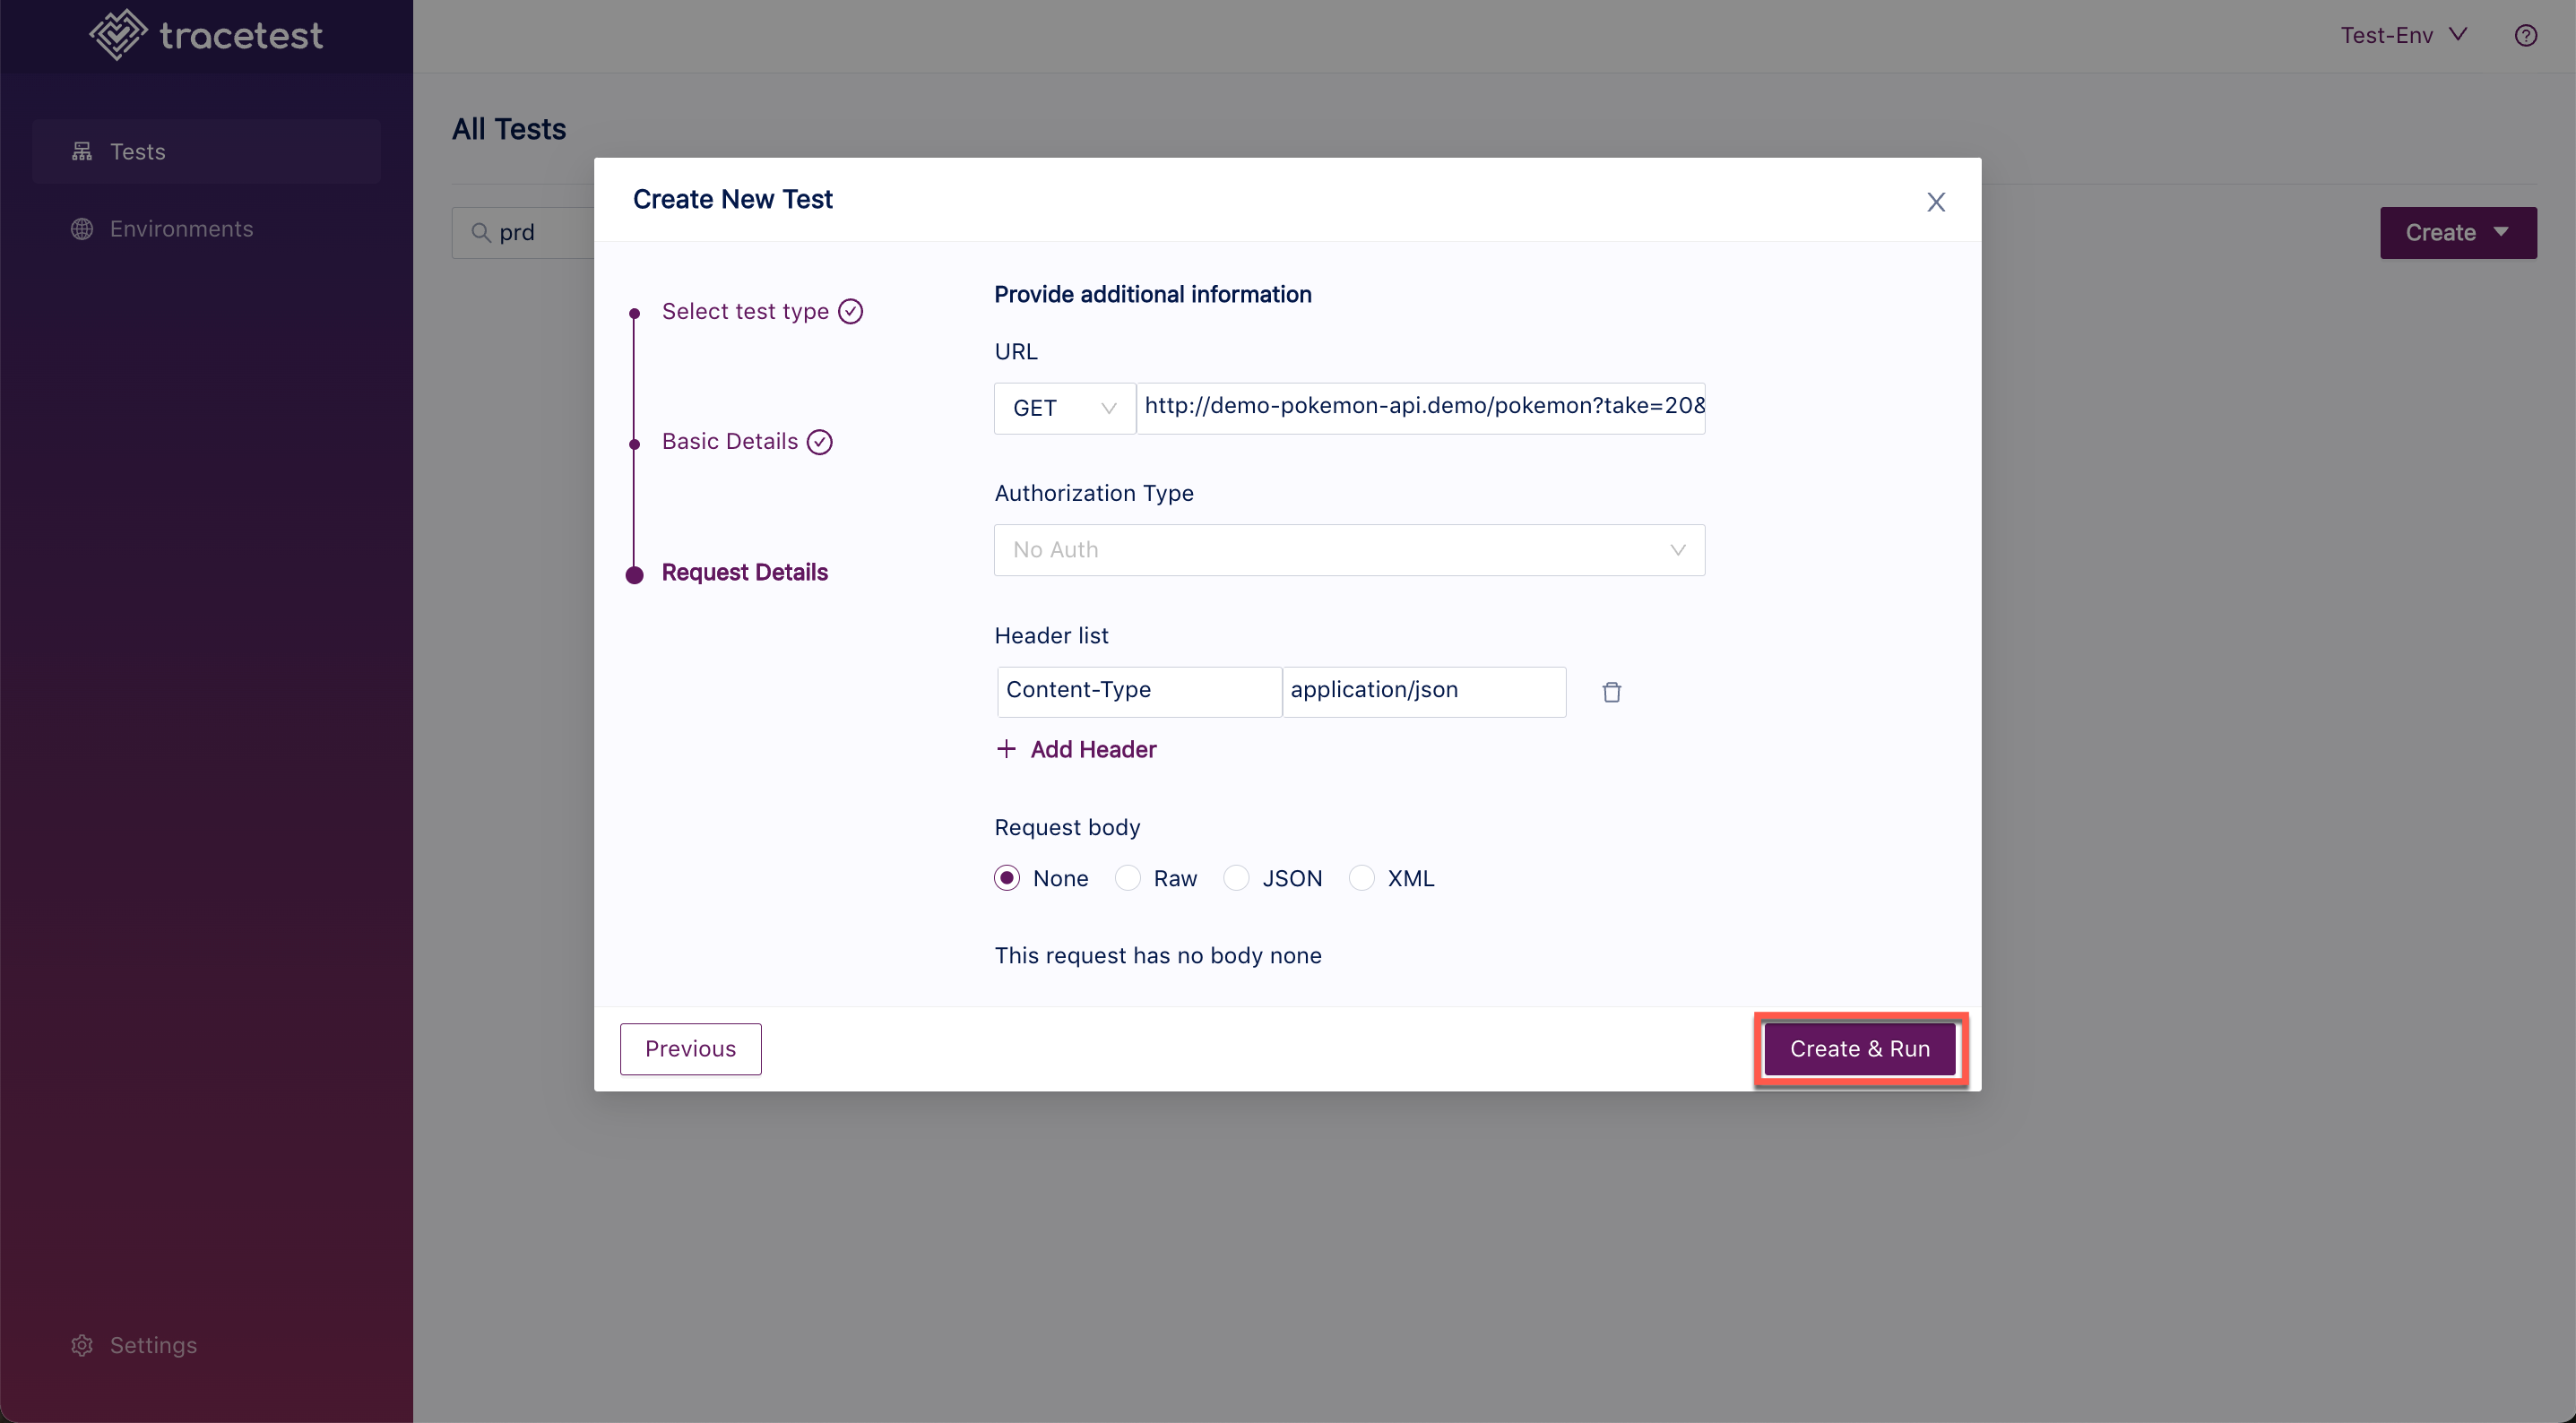 tracetest
Test-Env
Tests
Environments
Settings
All Tests
prd
Create
Create New Test
Select test type
Basic Details
Request Details
Provide additional information
URL
GET
http://demo-pokemon-api.demo/pokemon?take=20&
Authorization Type
No Auth
Header list
Content-Type
application/json
+ Add Header
Request body
None
Raw
JSON
XML
This request has no body none
Previous
Create & Run